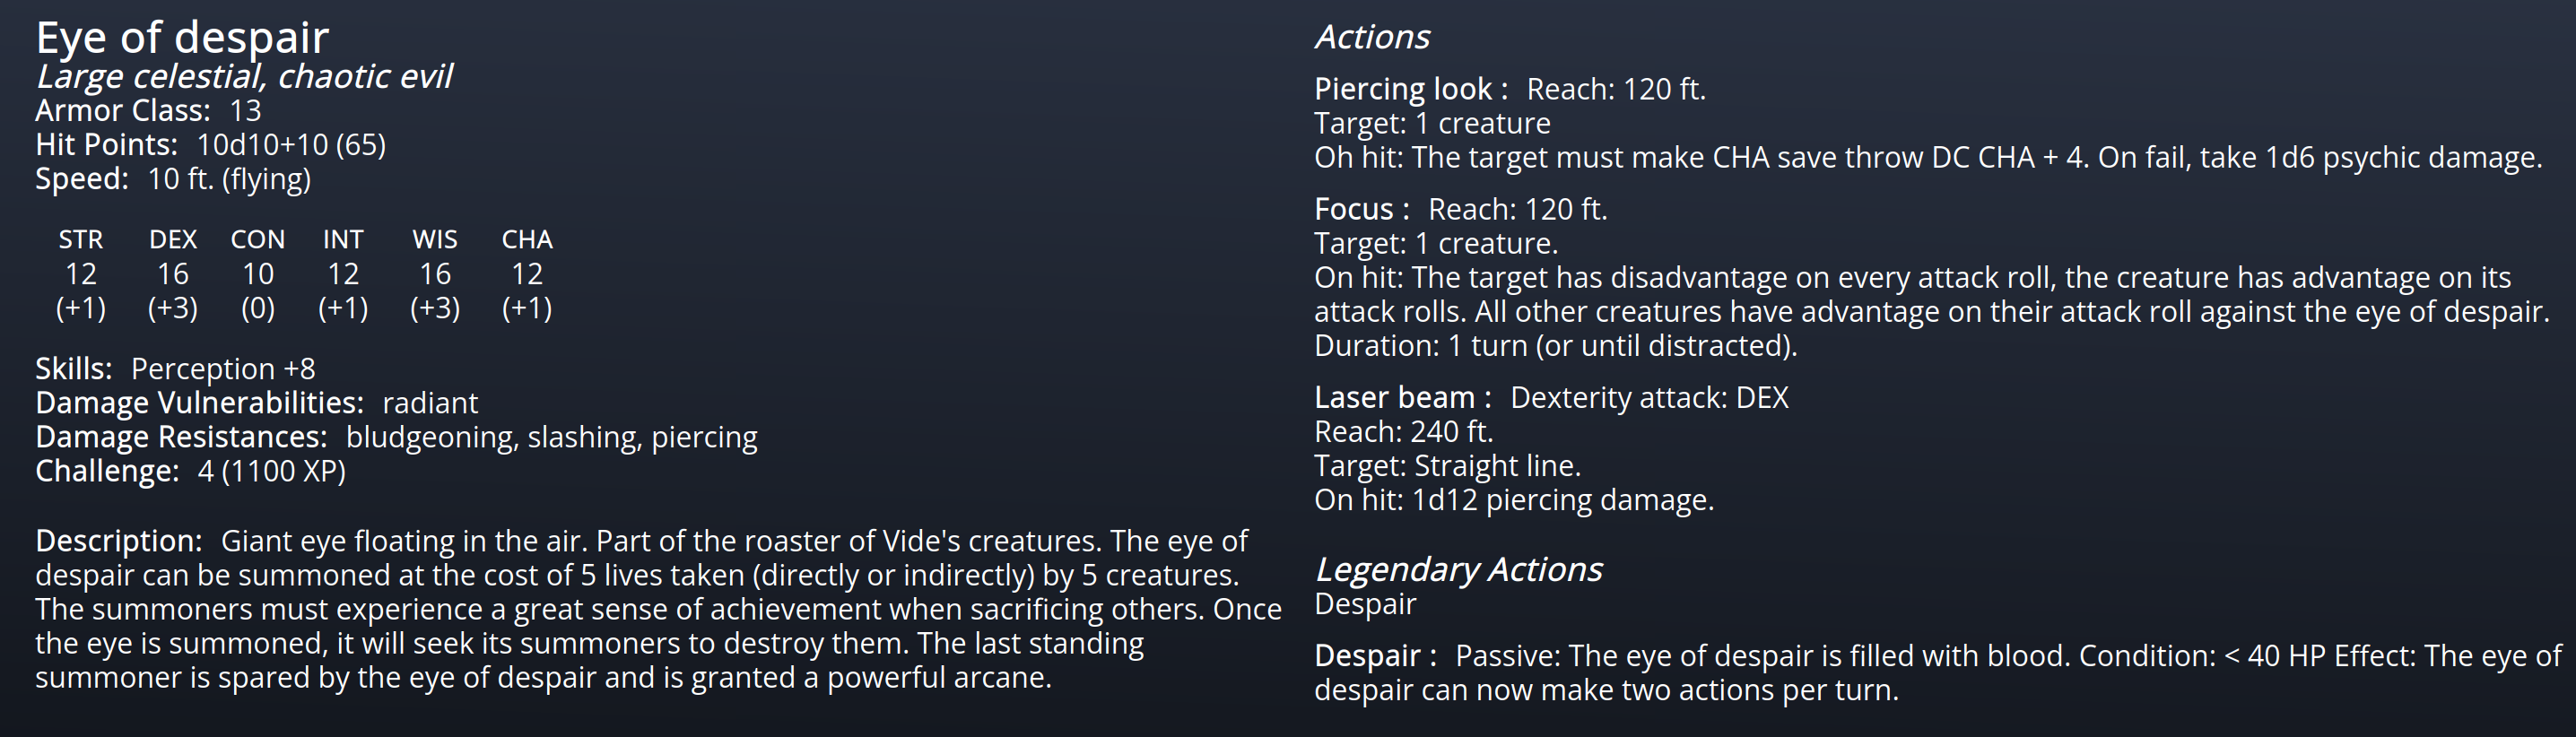 Eye of despair
Large celestial, chaotic evil
Armor Class: 13
Hit Points: 10d10+10 (65)
Speed: 10 ft. (flying)
STR DEX CON INT WIS CHA
12 16 10 12 16 12
(+1) (+3) (0) (+1) (+3) (+1)
Skills: Perception +8
Damage Vulnerabilities: radiant
Damage Resistances: bludgeoning, slashing, piercing
Challenge: 4 (1100 XP)
Description: Giant eye floating in the air. Part of the roaster of Vide's creatures. The eye of
despair can be summoned at the cost of 5 lives taken (directly or indirectly) by 5 creatures.
The summoners must experience a great sense of achievement when sacrificing others. Once
the eye is summoned, it will seek its summoners to destroy them. The last standing
summoner is spared by the eye of despair and is granted a powerful arcane.
Actions
Piercing look : Reach: 120 ft.
Target: 1 creature
Oh hit: The target must make CHA save throw DC CHA + 4. On fail, take 1d6 psychic damage.
Focus : Reach: 120 ft.
Target: 1 creature.
On hit: The target has disadvantage on every attack roll, the creature has advantage on its
attack rolls. All other creatures have advantage on their attack roll against the eye of despair.
Duration: 1 turn (or until distracted).
Laser beam : Dexterity attack: DEX
Reach: 240 ft.
Target: Straight line.
On hit: 1d12 piercing damage.
Legendary Actions
Despair
Despair : Passive: The eye of despair is filled with blood. Condition: < 40 HP Effect: The eye of
despair can now make two actions per turn.